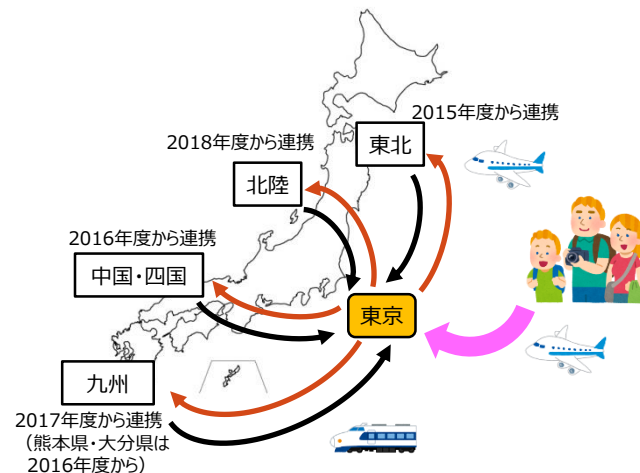 2015年度から連携
東北
2018年度から連携
北陸
2016年度から連携
中国・四国
東京
九州
2017年度から連携
（熊本県・大分県は
2016年度から）